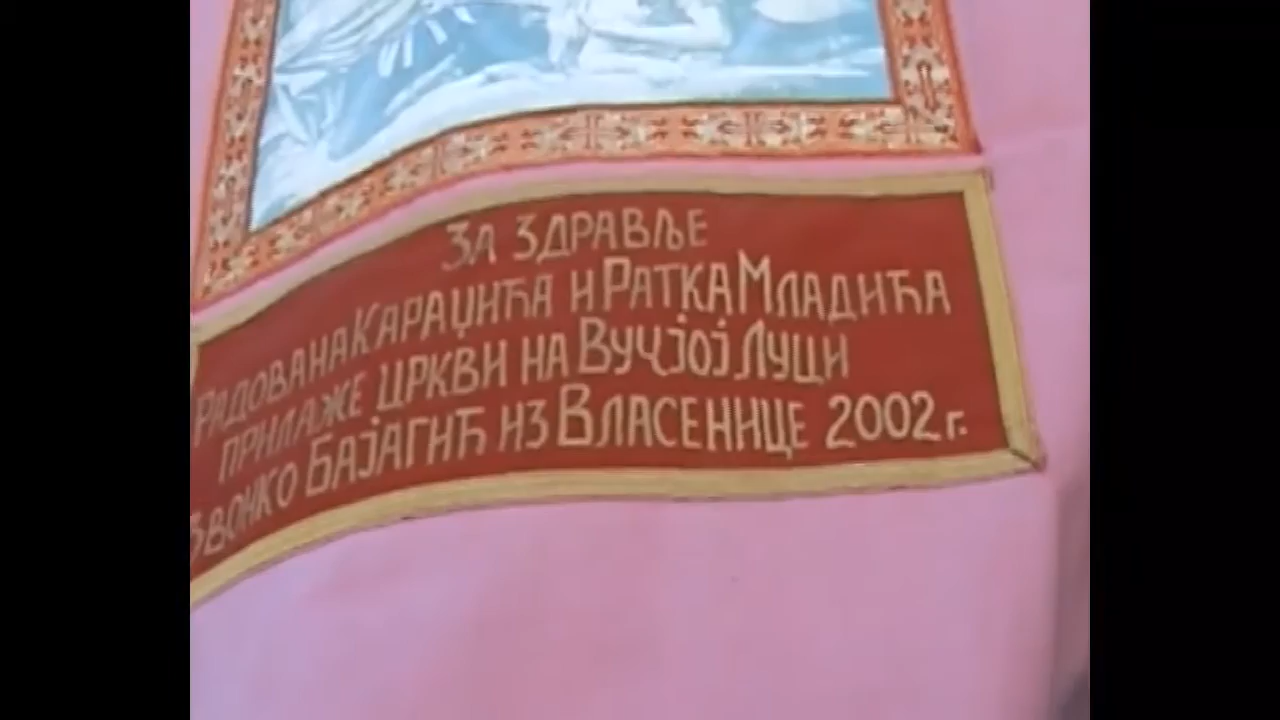 За здравље
Радована Караџића и Ратка Младића
прилаже цркви на Вучјој Луци
Звонко Бајагић из Власенице 2002 г.